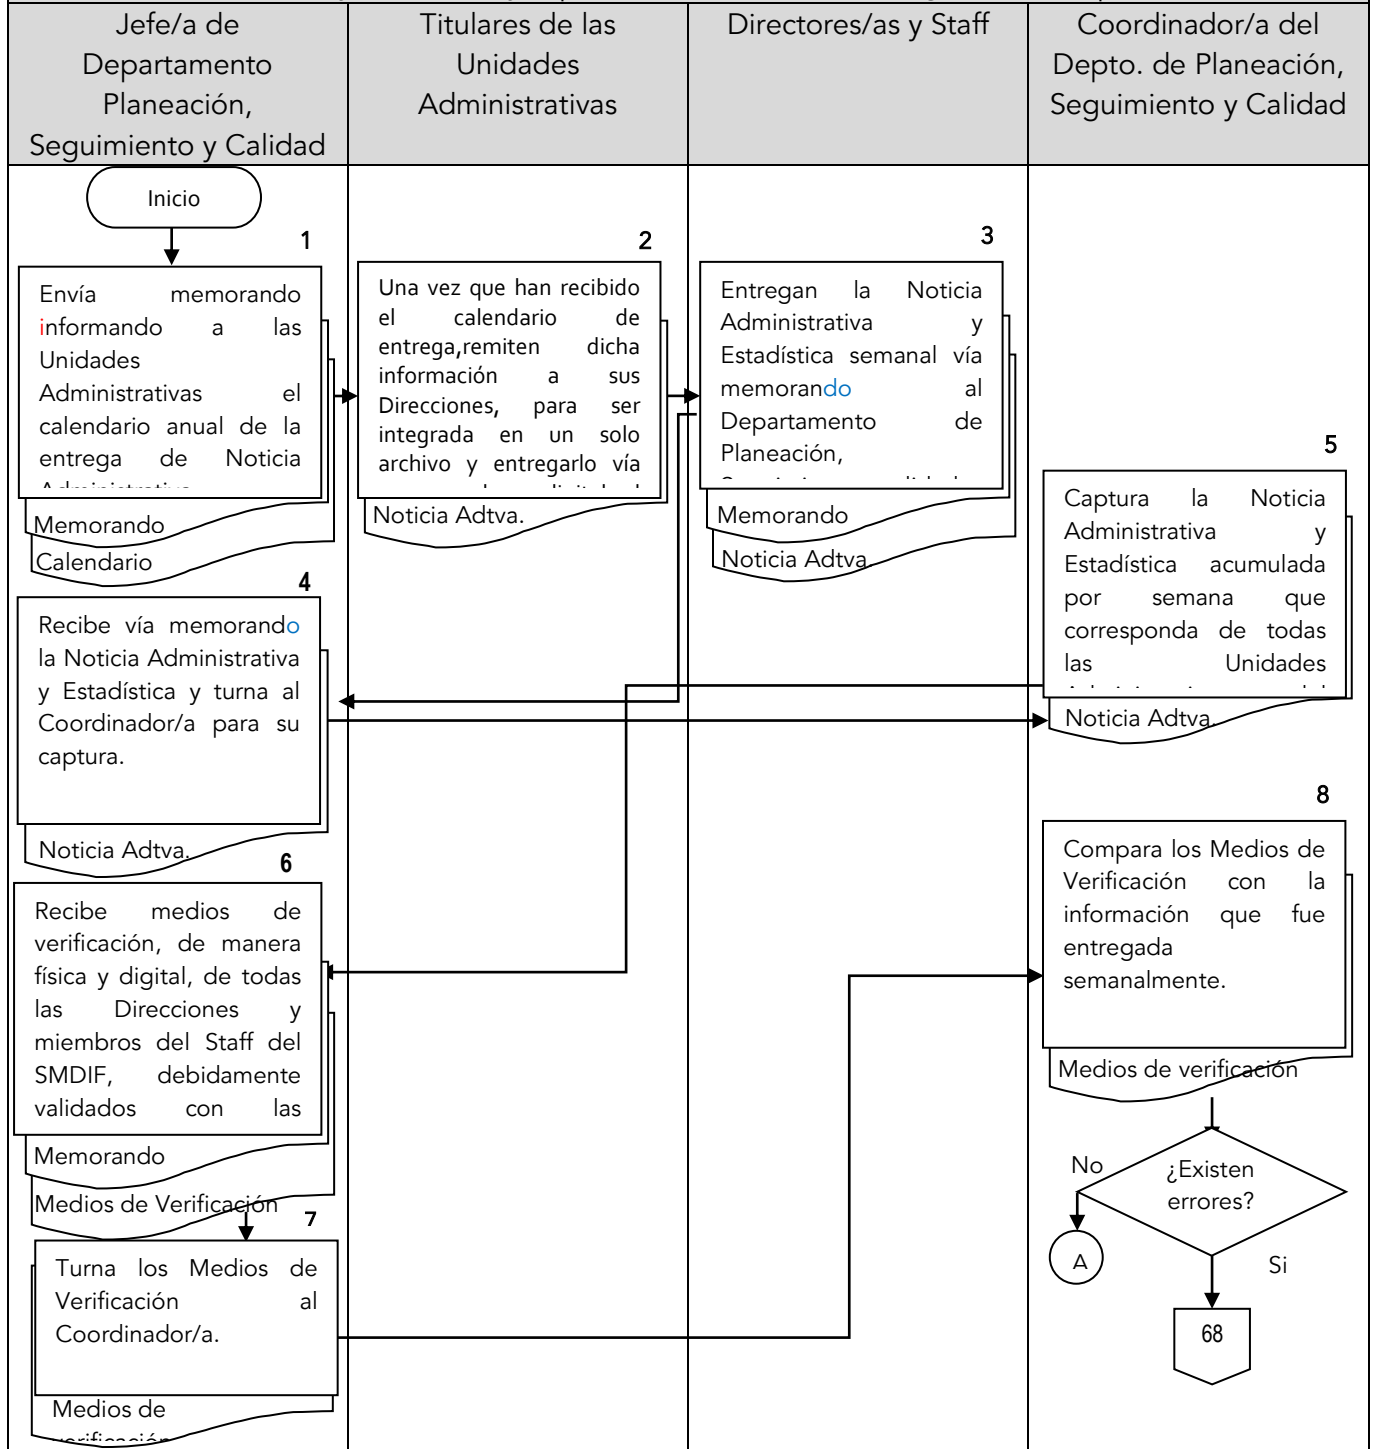 Jefe/a de
Departamento
Planeación,
Seguimiento y Calidad
Titulares de las
Unidades
Administrativas
Directores/as y Staff
Coordinador/a del
Depto. de Planeación,
Seguimiento y Calidad
Inicio
1
Envía memorando
informando a las
Unidades
Administrativas el
calendario anual de la
entrega de Noticia
Memorando
Calendario
2
Una vez que han recibido
el calendario de
entrega,remiten dicha
información a sus
Direcciones, para ser
integrada en un solo
archivo y entregarlo vía
Noticia Adtva.
3
Entregan la Noticia
Administrativa y
Estadística semanal vía
memorando al
Departamento de
Planeación,
Memorando
Noticia Adtva.
4
Recibe vía memorando
la Noticia Administrativa
y Estadística y turna al
Coordinador/a para su
captura.
Noticia Adtva.
5
Captura la Noticia
Administrativa y
Estadística acumulada
por semana que
corresponda de todas
las Unidades
Noticia Adtva.
6
Recibe medios de
verificación, de manera
física y digital, de todas
las Direcciones y
miembros del Staff del
SMDIF, debidamente
validados con las
Memorando
Medios de Verificación
7
Turna los Medios de
Verificación al
Coordinador/a.
Medios de
8
Compara los Medios de
Verificación con la
información que fue
entregada
semanalmente.
Medios de verificación
¿Existen
errores?
No
A
Si
68